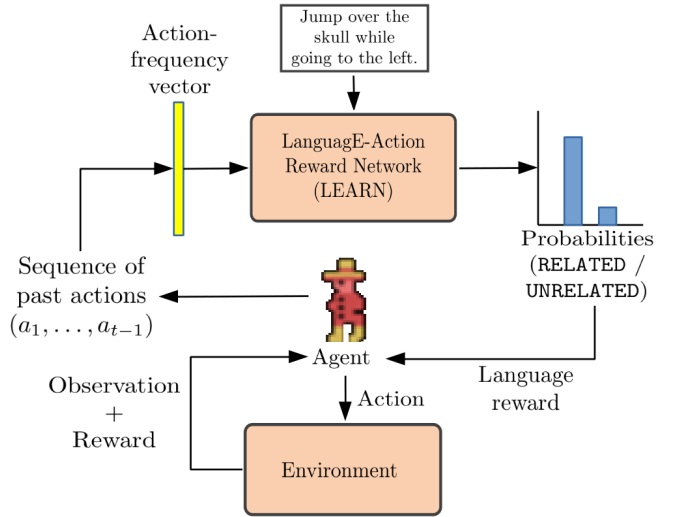 Action-
frequency
vector
Jump over the
skull while
going to the left.
LanguagE-Action
Reward Network
(LEARN)
Probabilities
(RELATED /
UNRELATED)
Sequence of
past actions
(a₁, . . . , aₜ₋₁)
Agent
Language
reward
Observation
+
Reward
Action
Environment